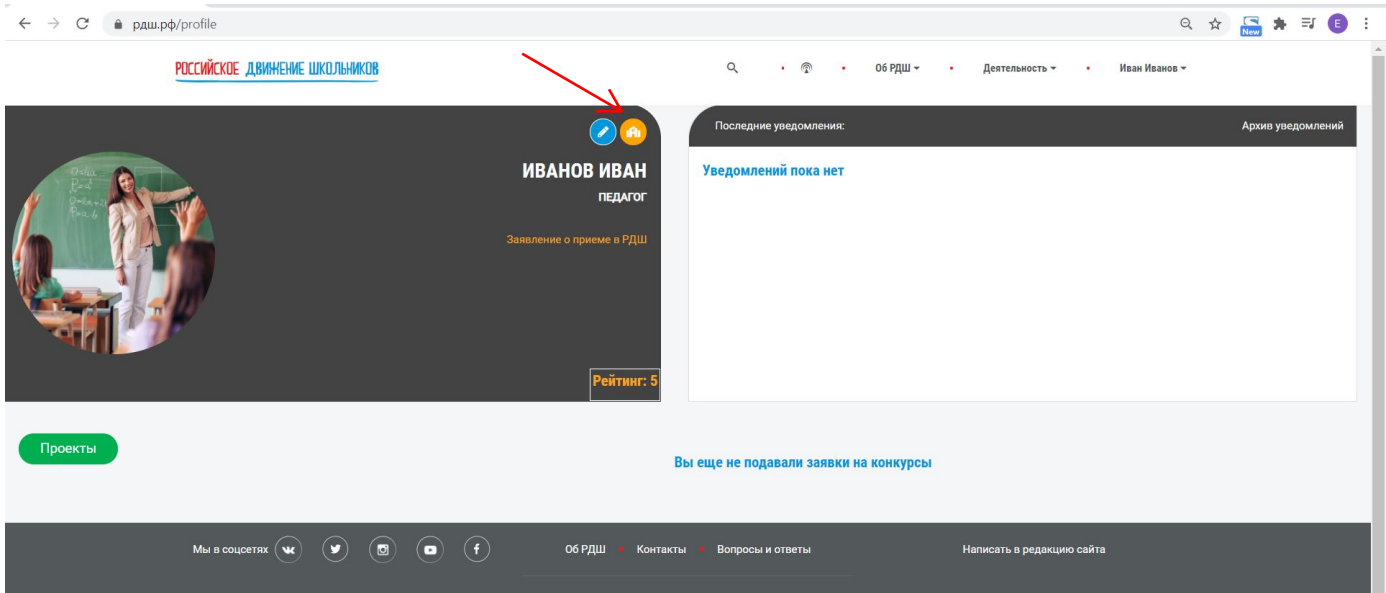 рдш.рф/profile
New
E
РОССИЙСКОЕ ДВИЖЕНИЕ ШКОЛЬНИКОВ
Об РДШ
Деятельность
Иван Иванов
ИВАНОВ ИВАН
ПЕДАГОГ
Заявление о приеме в РДШ
Рейтинг: 5
Последние уведомления:
Архив уведомлений
Уведомлений пока нет
Проекты
Вы еще не подавали заявки на конкурсы
Мы в соцсетях
Об РДШ • Контакты • Вопросы и ответы
Написать в редакцию сайта